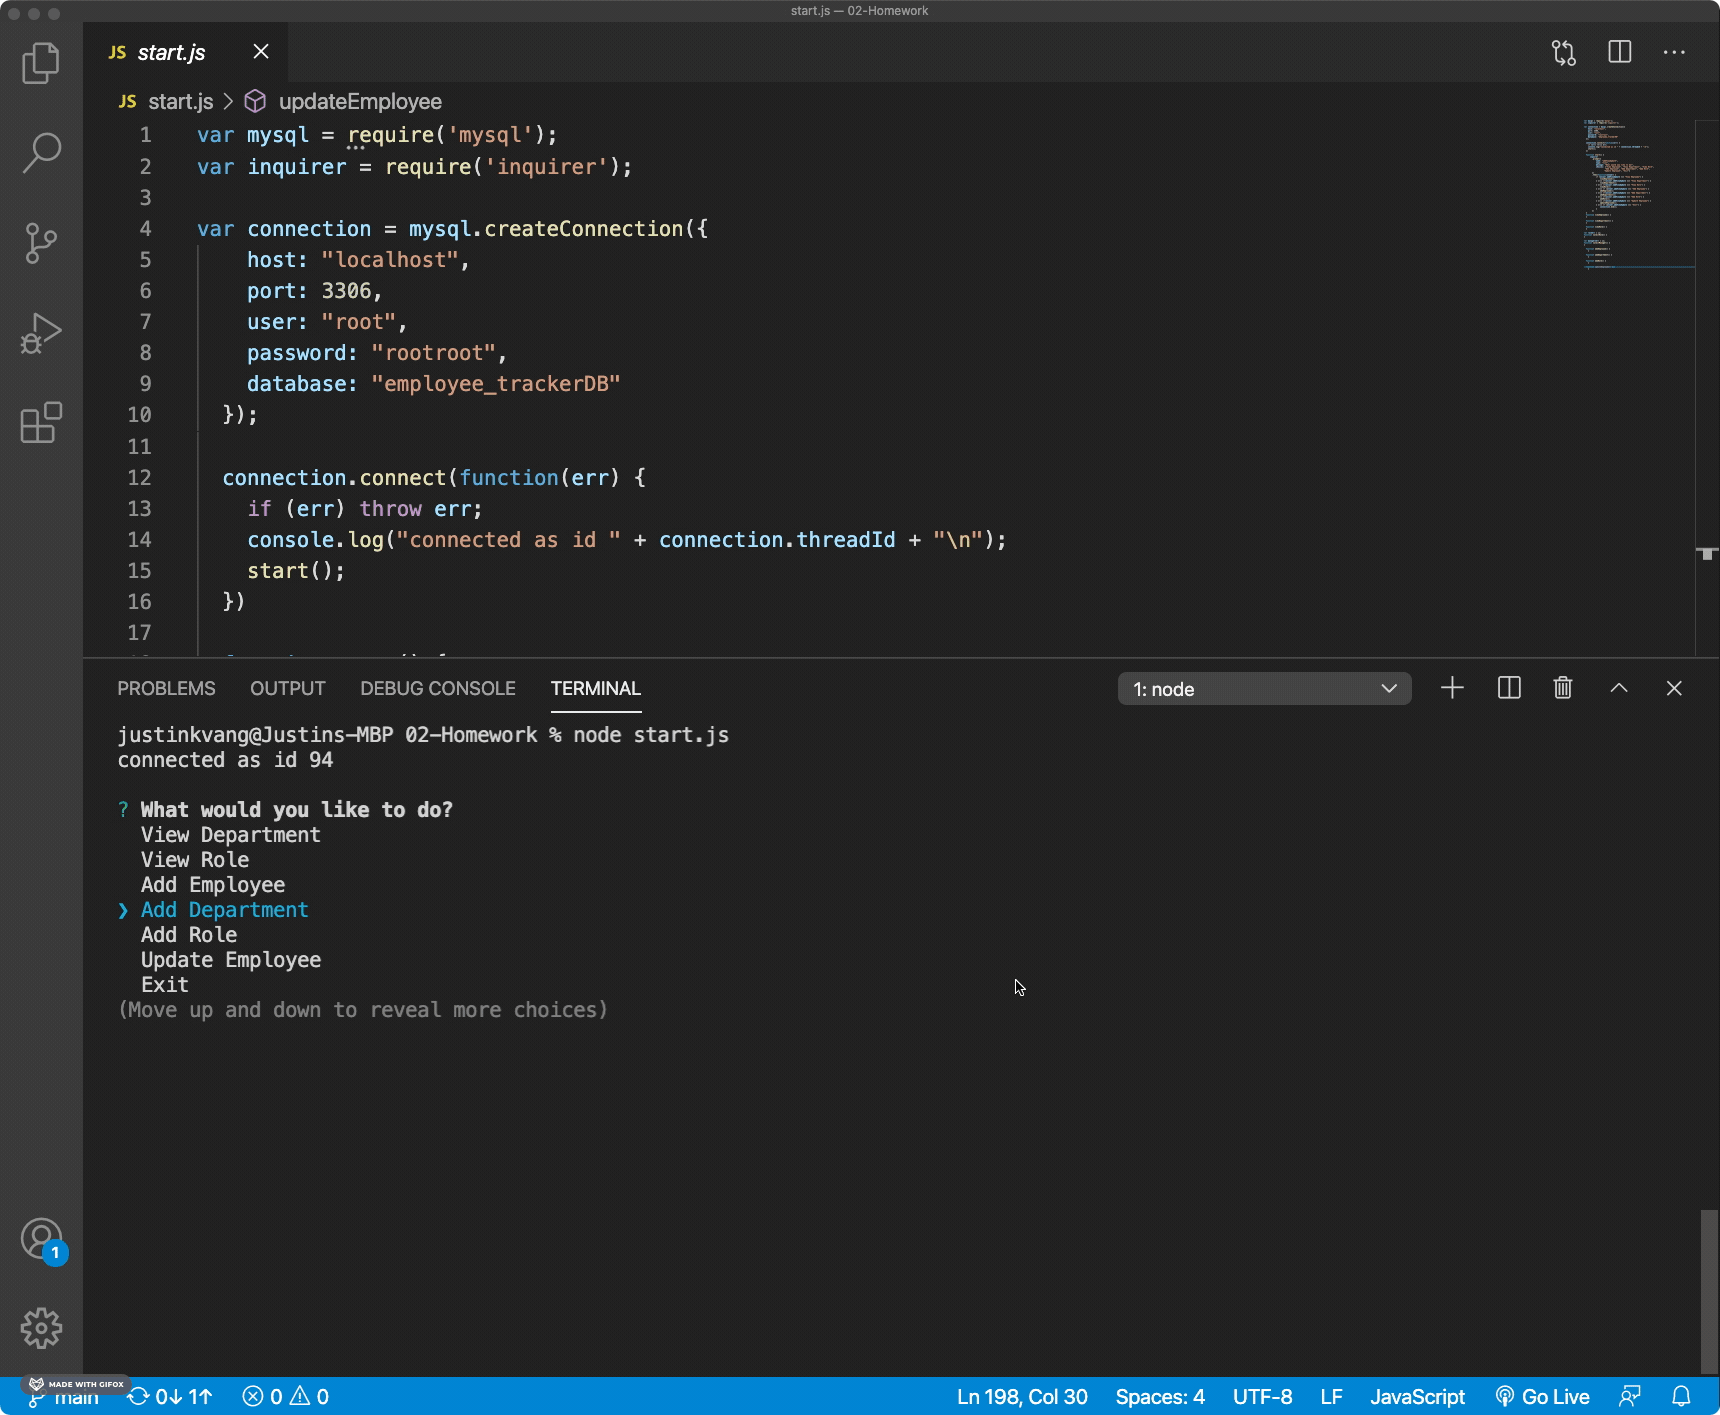 start.js — 02-Homework
JS start.js
JS start.js > updateEmployee
1 var mysql = require('mysql');
2 var inquirer = require('inquirer');
3
4 var connection = mysql.createConnection({
5 host: "localhost",
6 port: 3306,
7 user: "root",
8 password: "rootroot",
9 database: "employee_trackerDB"
10 });
11
12 connection.connect(function(err) {
13 if (err) throw err;
14 console.log("connected as id " + connection.threadId + "\n");
15 start();
16 })
17
PROBLEMS OUTPUT DEBUG CONSOLE TERMINAL 1: node
justinkvang@Justins-MBP 02-Homework % node start.js
connected as id 94
? What would you like to do?
View Department
View Role
Add Employee
❯ Add Department
Add Role
Update Employee
Exit
(Move up and down to reveal more choices)
1
MADE WITH GIFOX
main 0↓ 1↑ 0 0 Ln 198, Col 30 Spaces: 4 UTF-8 LF JavaScript Go Live